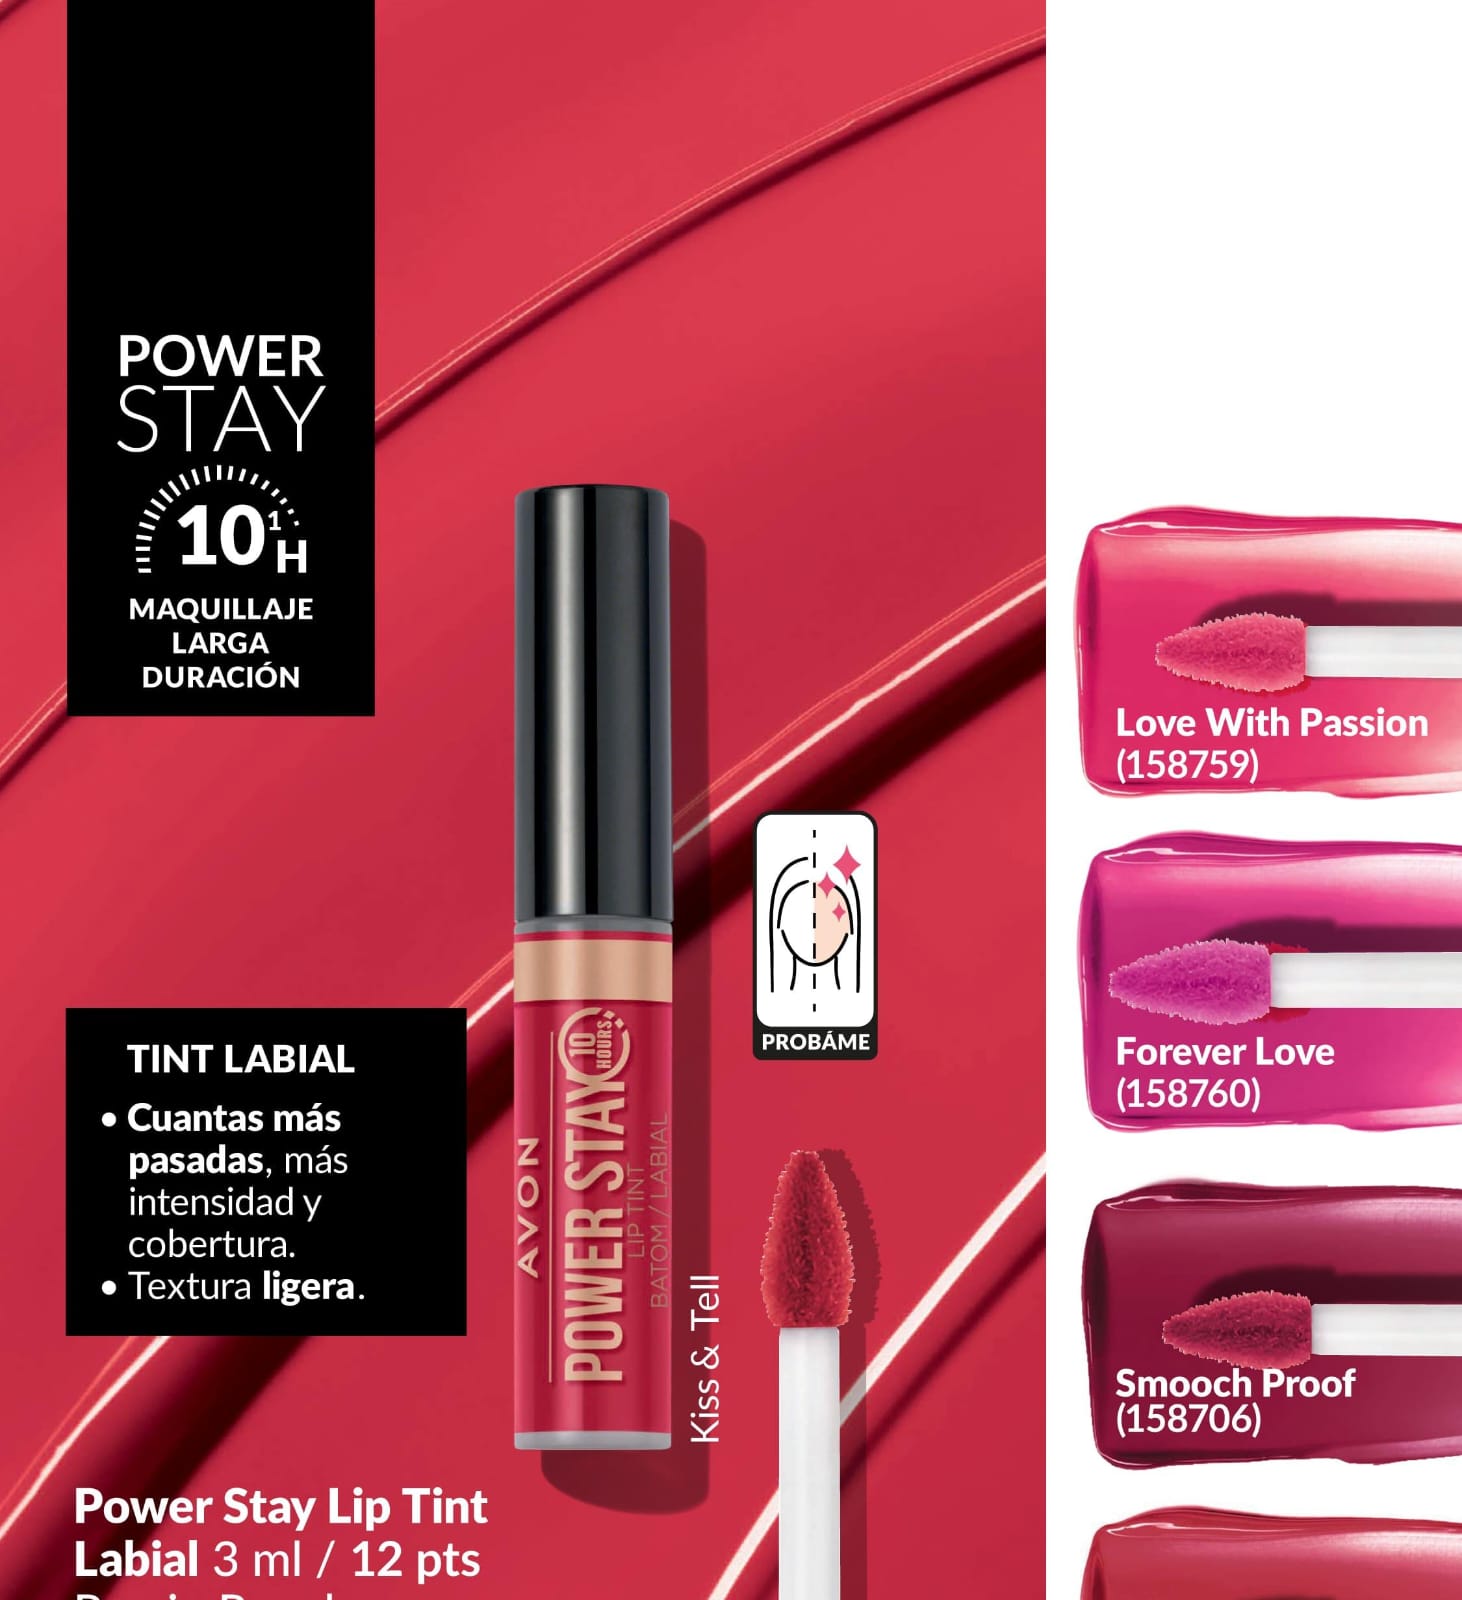 POWER
STAY
10¹H
MAQUILLAJE
LARGA
DURACIÓN
TINT LABIAL
• Cuantas más
pasadas, más
intensidad y
cobertura.
• Textura ligera.
AVON
POWER STAY
10 HOURS
LIP TINT
BATOM / LABIAL
Kiss & Tell
PROBÁME
Power Stay Lip Tint
Labial 3 ml / 12 pts
Love With Passion
(158759)
Forever Love
(158760)
Smooch Proof
(158706)